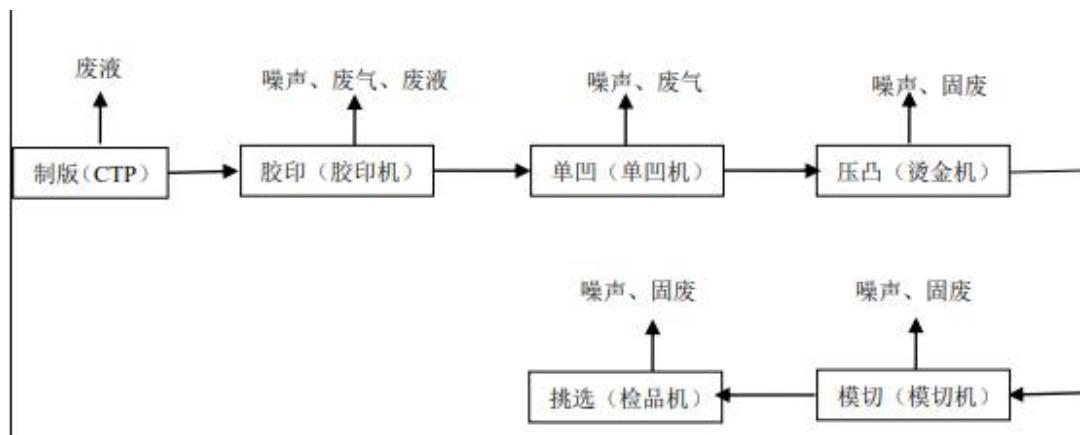 废液
噪声、废气、废液
噪声、废气
噪声、固废
制版（CTP）
胶印（胶印机）
单凹（单凹机）
压凸（烫金机）
噪声、固废
噪声、固废
挑选（检品机）
模切（模切机）